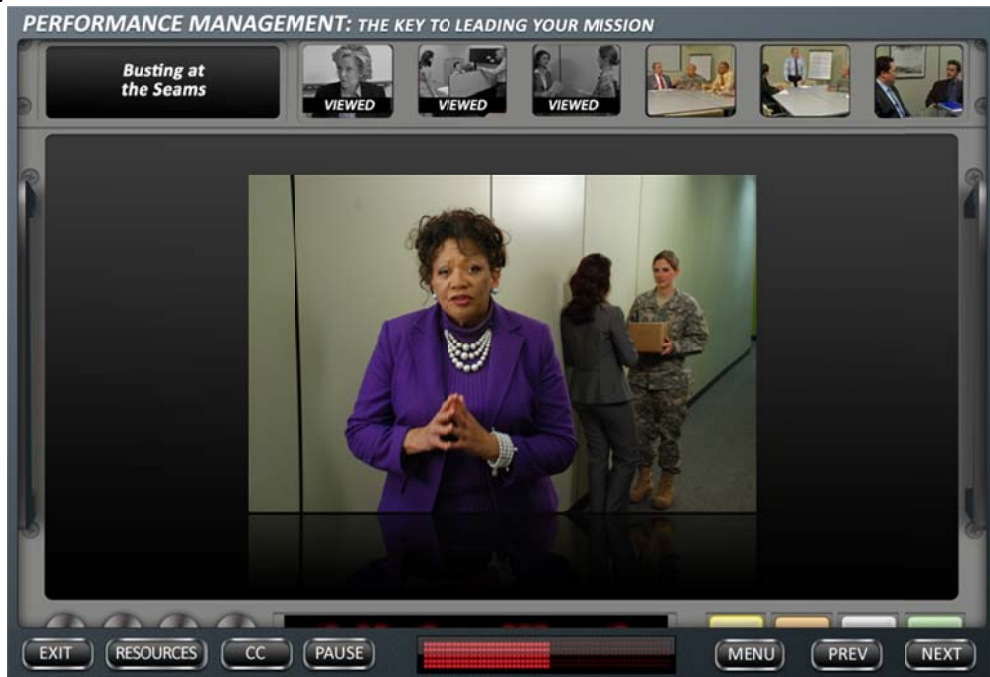 PERFORMANCE MANAGEMENT: THE KEY TO LEADING YOUR MISSION
Busting at
the Seams
VIEWED
VIEWED
VIEWED
EXIT
RESOURCES
CC
PAUSE
MENU
PREV
NEXT